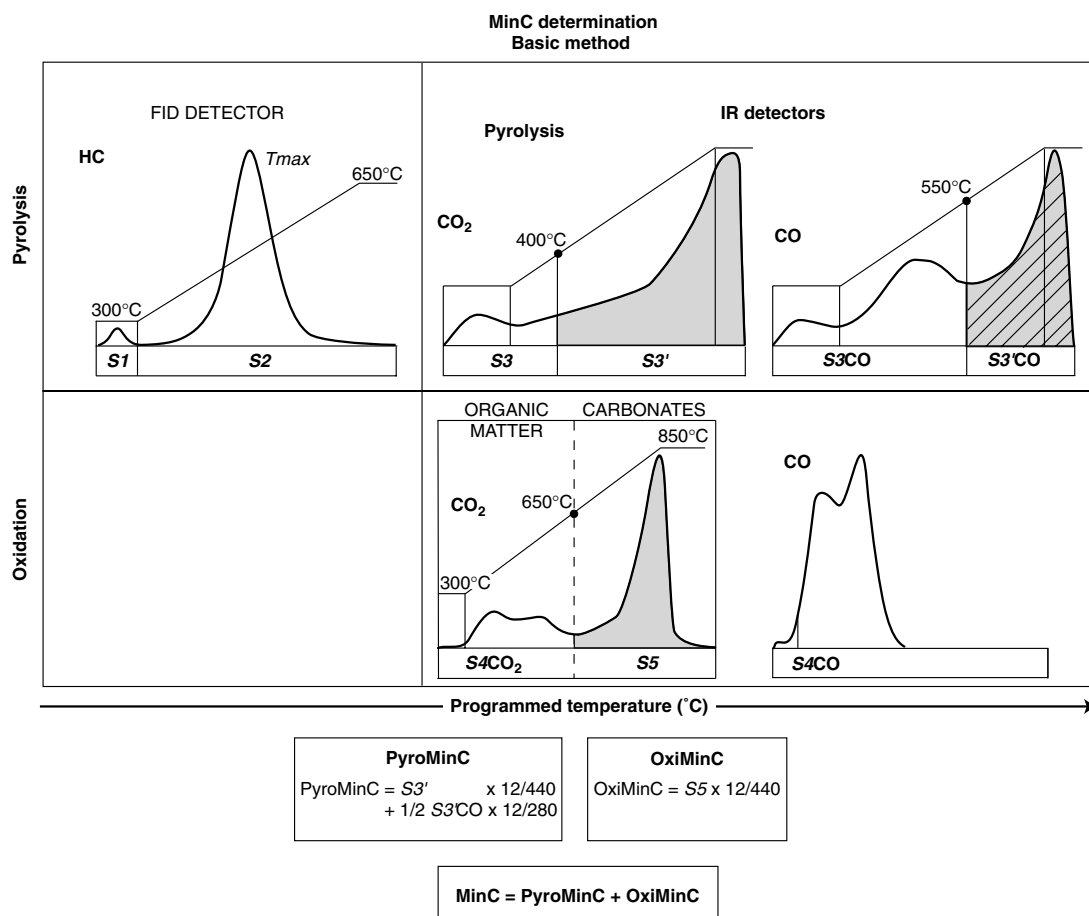 MinC determination
Basic method
Pyrolysis
FID DETECTOR
HC
Tmax
650°C
300°C
S1
S2
Pyrolysis
IR detectors
CO₂
400°C
S3
S3'
CO
550°C
S3CO
S3'CO
Oxidation
ORGANIC
MATTER
CARBONATES
850°C
CO₂
650°C
300°C
S4CO₂
S5
CO
S4CO
Programmed temperature (˚C)
PyroMinC
PyroMinC = S3' x 12/440
+ 1/2 S3'CO x 12/280
OxiMinC
OxiMinC = S5 x 12/440
MinC = PyroMinC + OxiMinC